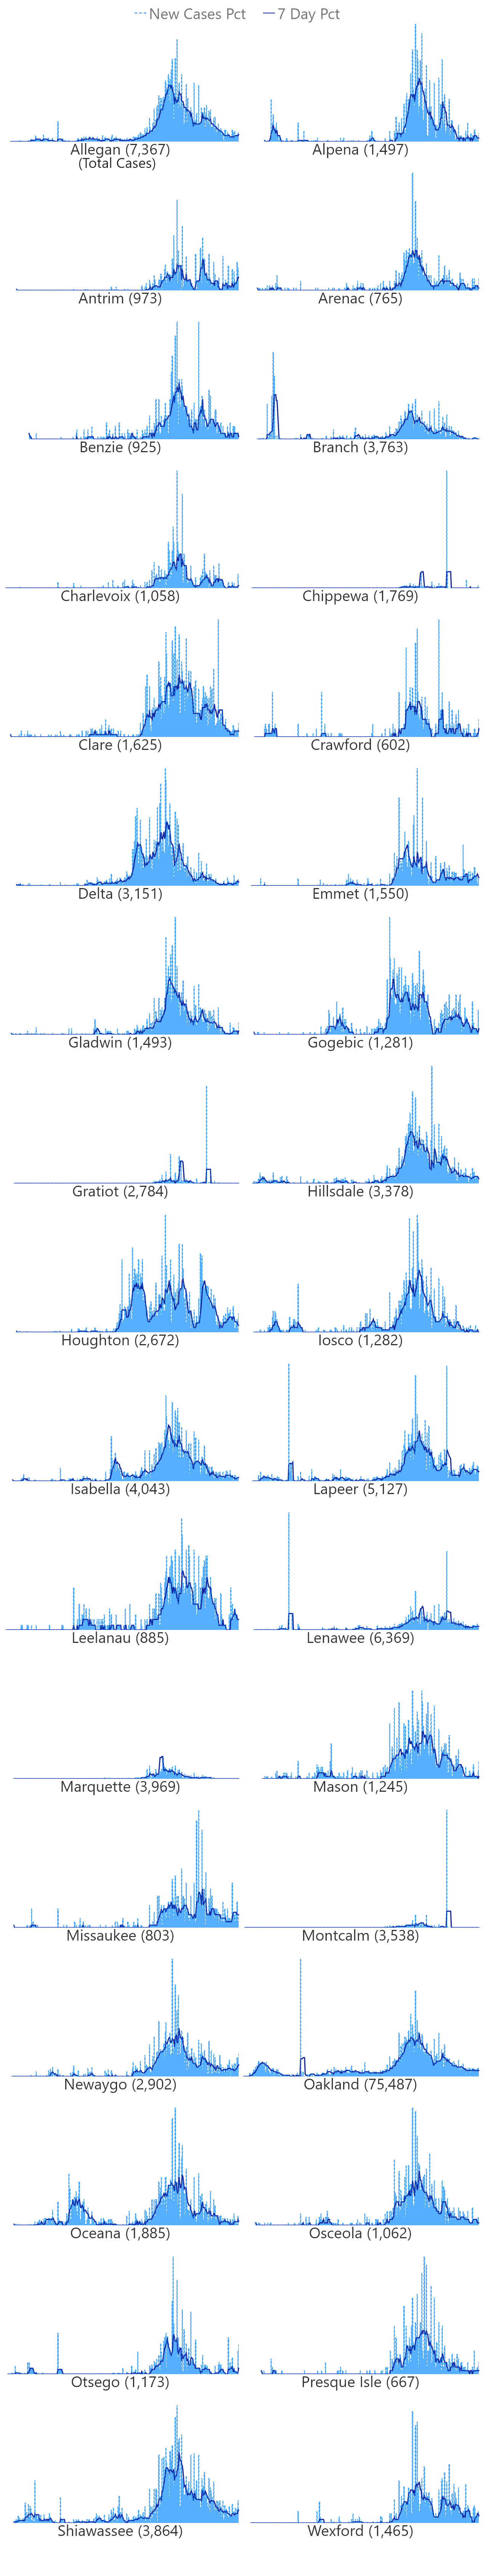 New Cases Pct 7 Day Pct
Allegan (7,367) Alpena (1,497)
(Total Cases)
Antrim (973) Arenac (765)
Benzie (925) Branch (3,763)
Charlevoix (1,058) Chippewa (1,769)
Clare (1,625) Crawford (602)
Delta (3,151) Emmet (1,550)
Gladwin (1,493) Gogebic (1,281)
Gratiot (2,784) Hillsdale (3,378)
Houghton (2,672) Iosco (1,282)
Isabella (4,043) Lapeer (5,127)
Leelanau (885) Lenawee (6,369)
Marquette (3,969) Mason (1,245)
Missaukee (803) Montcalm (3,538)
Newaygo (2,902) Oakland (75,487)
Oceana (1,885) Osceola (1,062)
Otsego (1,173) Presque Isle (667)
Shiawassee (3,864) Wexford (1,465)